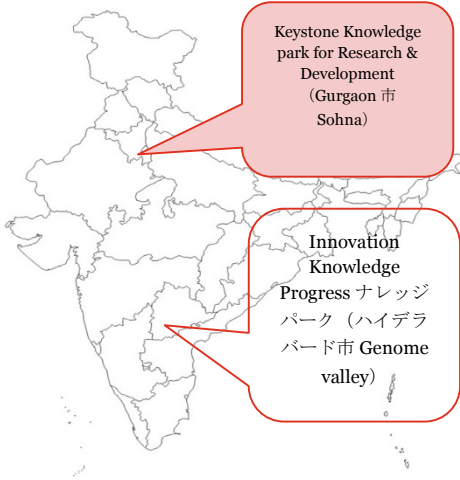 Keystone Knowledge
park for Research &
Development
（Gurgaon 市
Sohna）
Innovation
Knowledge
Progress ナレッジ
パーク（ハイデラ
バード市 Genome
valley）